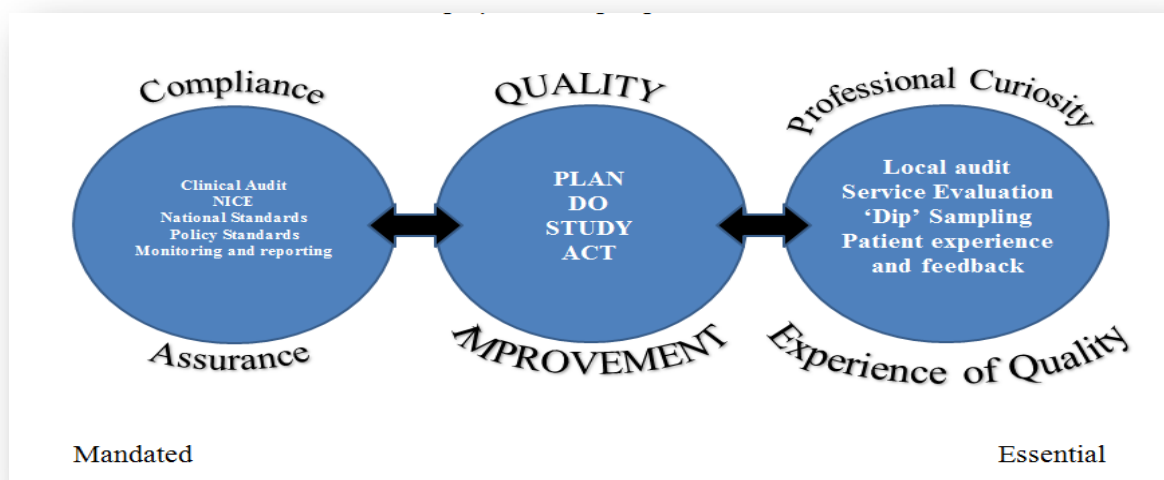 Compliance
Clinical Audit
NICE
National Standards
Policy Standards
Monitoring and reporting
Assurance
QUALITY
PLAN
DO
STUDY
ACT
IMPROVEMENT
Professional Curiosity
Local audit
Service Evaluation
‘Dip’ Sampling
Patient experience
and feedback
Experience of Quality
Mandated
Essential